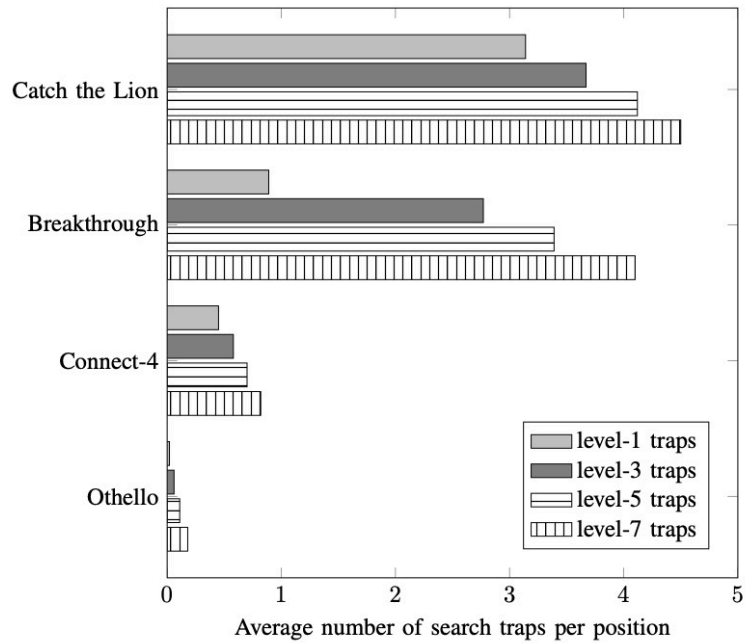 Catch the Lion
Breakthrough
Connect-4
Othello
level-1 traps
level-3 traps
level-5 traps
level-7 traps
0 1 2 3 4 5
Average number of search traps per position